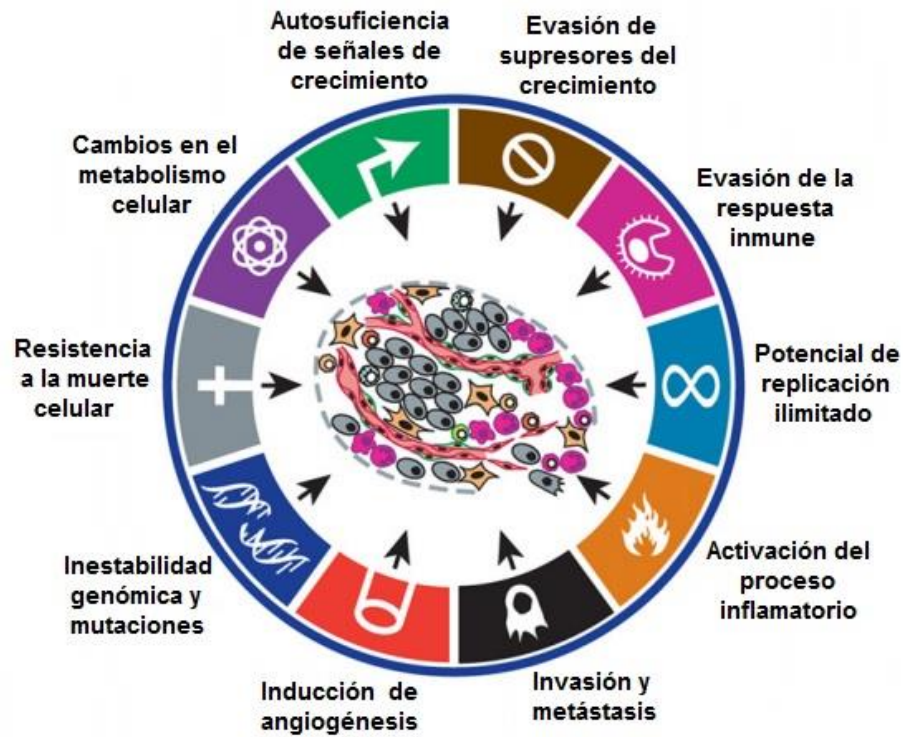 Autosuficiencia
de señales de
crecimiento
Evasión de
supresores del
crecimiento
Cambios en el
metabolismo
celular
Evasión de la
respuesta
inmune
Resistencia
a la muerte
celular
Potencial de
replicación
ilimitado
Inestabilidad
genómica y
mutaciones
Activación del
proceso
inflamatorio
Inducción de
angiogénesis
Invasión y
metástasis